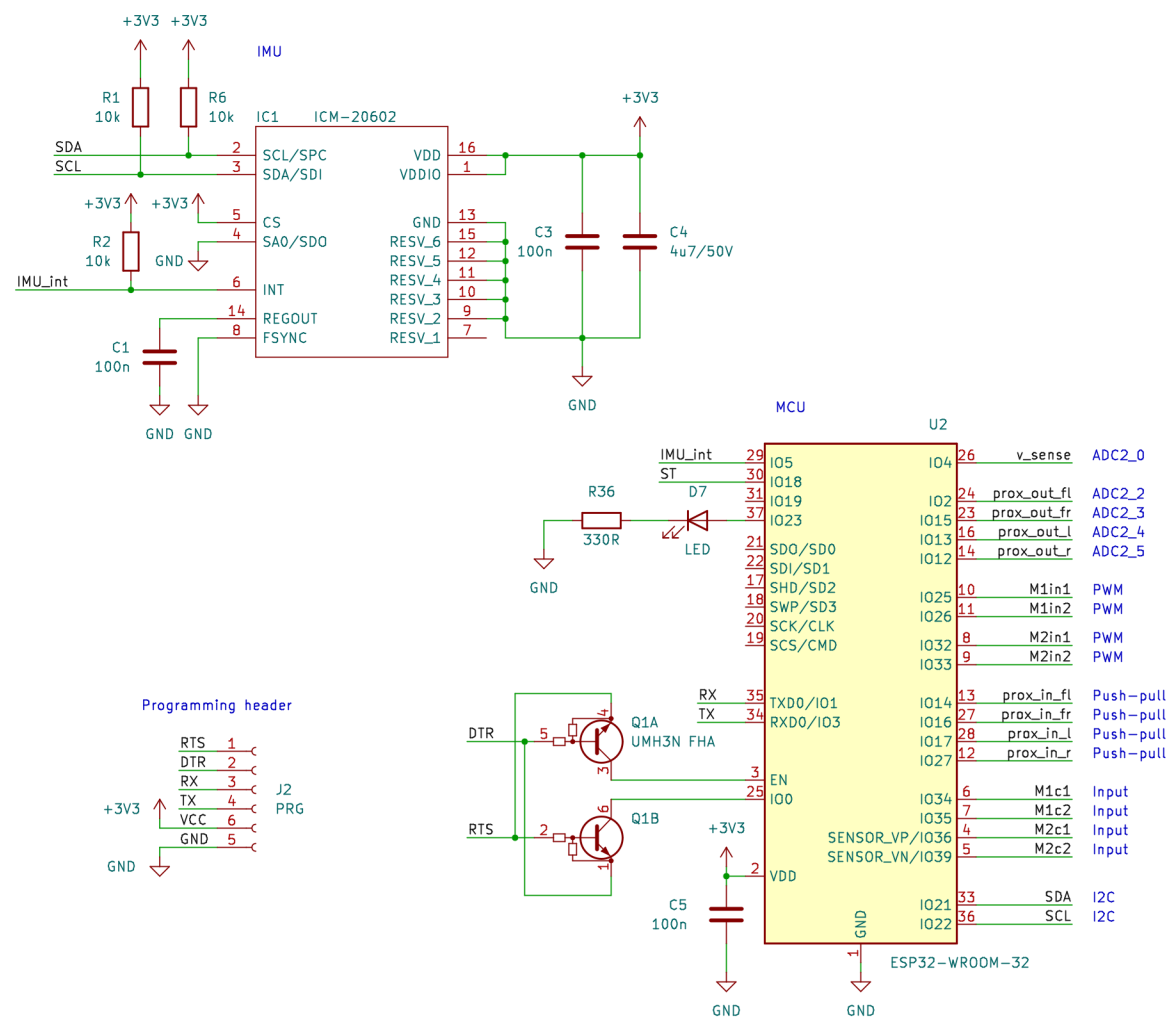 +3V3 +3V3
IMU
R1 10k
R6 10k
IC1 ICM-20602
+3V3
SDA 2 SCL/SPC VDD 16
SCL 3 SDA/SDI VDDIO 1
+3V3 +3V3
5 CS GND 13
4 SA0/SDO RESV_6 15
GND
R2 10k
RESV_5 12
RESV_4 11
IMU_int 6 INT RESV_3 10
14 REGOUT RESV_2 9
8 FSYNC RESV_1 7
C3 100n
C4 4u7/50V
C1 100n
GND GND
GND
MCU
U2
IMU_int 29 IO5
ST 30 IO18
31 IO19
37 IO23
R36 330R
D7 LED
GND
21 SDO/SD0
22 SDI/SD1
17 SHD/SD2
18 SWP/SD3
20 SCK/CLK
19 SCS/CMD
RX 35 TXD0/IO1
TX 34 RXD0/IO3
3 EN
25 IO0
2 VDD
IO4 26 v_sense ADC2_0
IO2 24 prox_out_fl ADC2_2
IO15 23 prox_out_fr ADC2_3
IO13 16 prox_out_l ADC2_4
IO12 14 prox_out_r ADC2_5
IO25 10 M1in1 PWM
IO26 11 M1in2 PWM
IO32 8 M2in1 PWM
IO33 9 M2in2 PWM
IO14 13 prox_in_fl Push-pull
IO16 27 prox_in_fr Push-pull
IO17 28 prox_in_l Push-pull
IO27 12 prox_in_r Push-pull
IO34 6 M1c1 Input
IO35 7 M1c2 Input
SENSOR_VP/IO36 4 M2c1 Input
SENSOR_VN/IO39 5 M2c2 Input
IO21 33 SDA I2C
IO22 36 SCL I2C
GND 1
ESP32-WROOM-32
GND
+3V3
C5 100n
GND
DTR 5 4 3
Q1A
UMH3N FHA
RTS 2 6 1
Q1B
Programming header
RTS 1
DTR 2
RX 3
TX 4
VCC 6
GND 5
J2
PRG
+3V3
GND